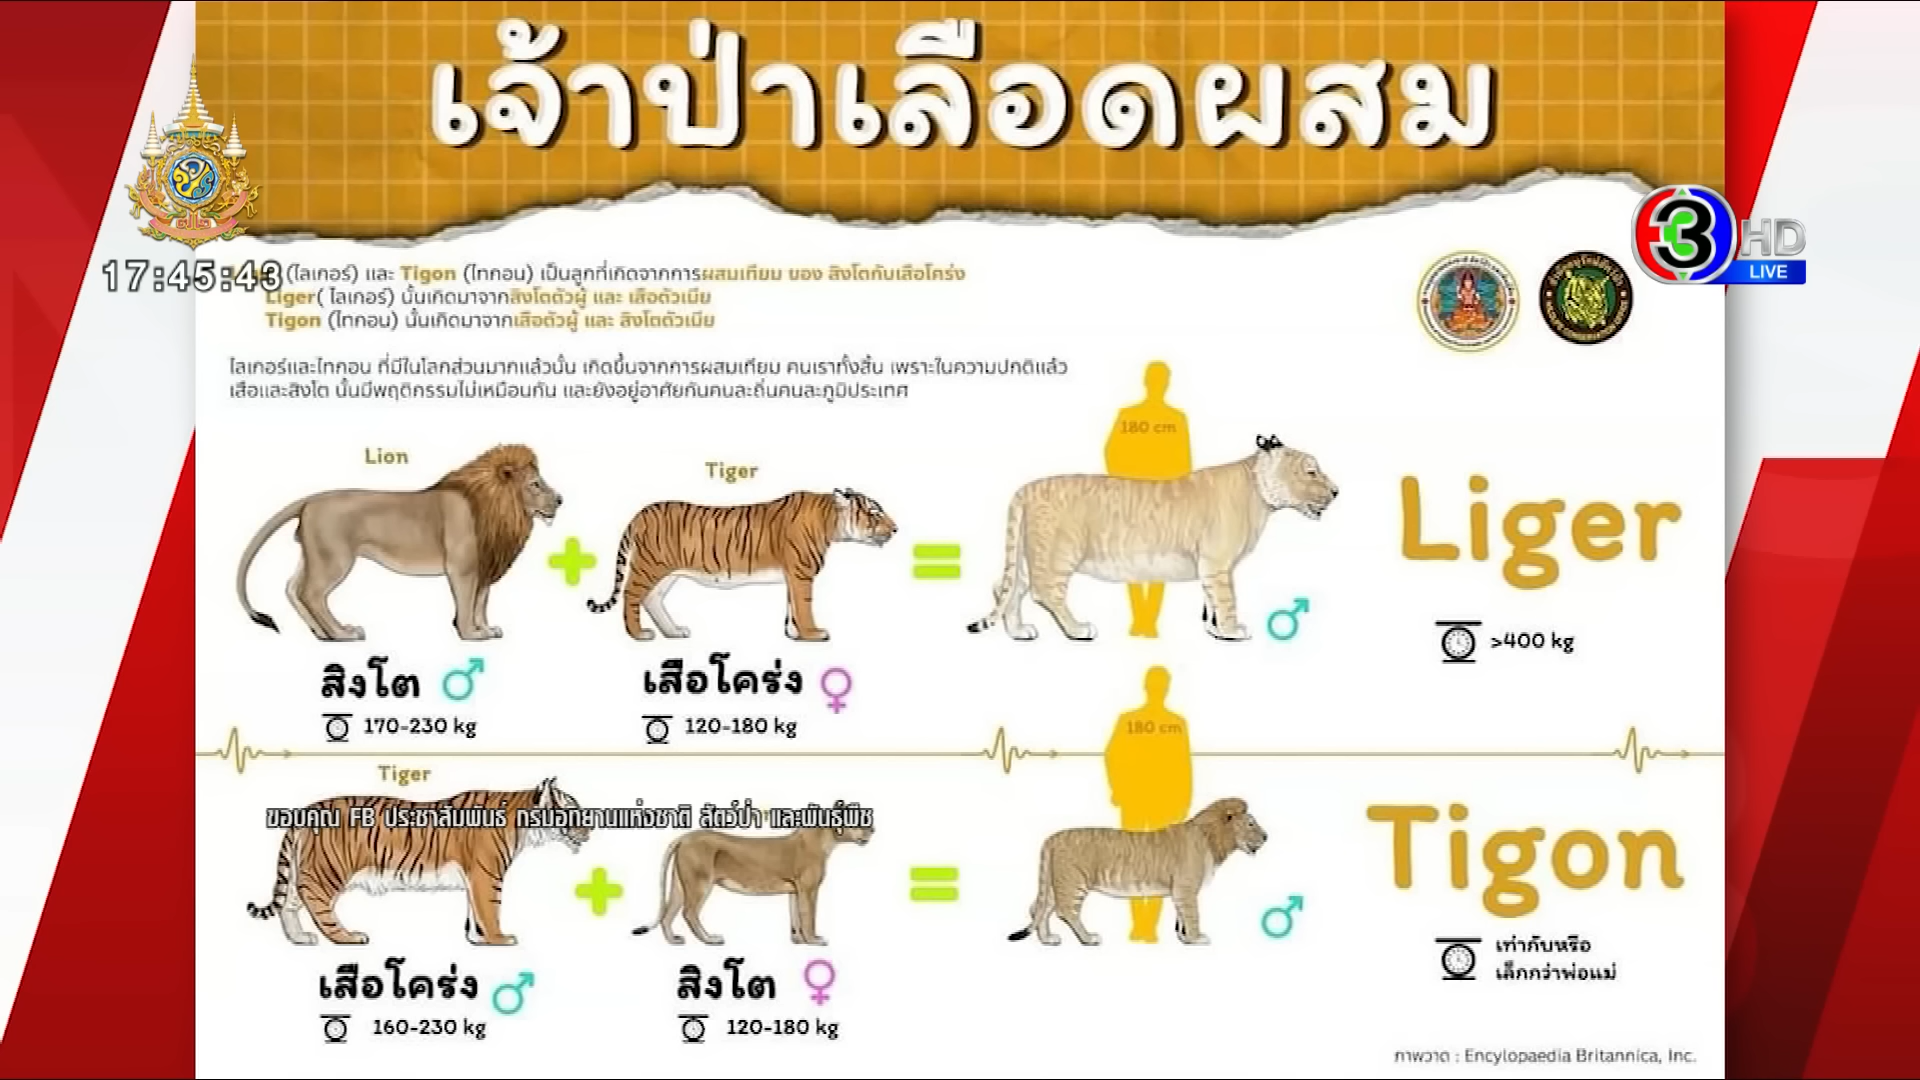 เจ้าป่าเลือดผสม
3 HD
LIVE
17:45:43
(ไลเกอร์) และ Tigon (ไทกอน) เป็นลูกที่เกิดจากการผสมเทียม ของ สิงโตกับเสือโคร่ง
Liger( ไลเกอร์) นั้นเกิดมาจากสิงโตตัวผู้ และ เสือตัวเมีย
Tigon (ไทกอน) นั้นเกิดมาจากเสือตัวผู้ และ สิงโตตัวเมีย
ไลเกอร์และไทกอน ที่มีในโลกส่วนมากแล้วนั้น เกิดขึ้นจากการผสมเทียม คนเราทั้งสิ้น เพราะในความปกติแล้ว
เสือและสิงโต นั้นมีพฤติกรรมไม่เหมือนกัน และยังอยู่อาศัยกันคนละถิ่นคนละภูมิประเทศ
Lion
Tiger
180 cm
Liger
>400 kg
สิงโต
170-230 kg
เสือโคร่ง
120-180 kg
Tiger
180 cm
ขอบคุณ FB ประชาสัมพันธ์ กรมอุทยานแห่งชาติ สัตว์ป่า และพันธุ์พืช
Tigon
เท่ากับหรือ
เล็กกว่าพ่อแม่
เสือโคร่ง
160-230 kg
สิงโต
120-180 kg
ภาพวาด : Encylopaedia Britannica, Inc.